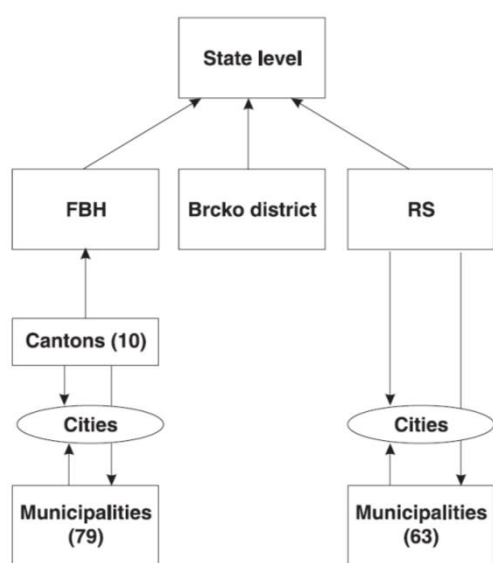 State level
FBH
Brcko district
RS
Cantons (10)
Cities
Cities
Municipalities
(79)
Municipalities
(63)